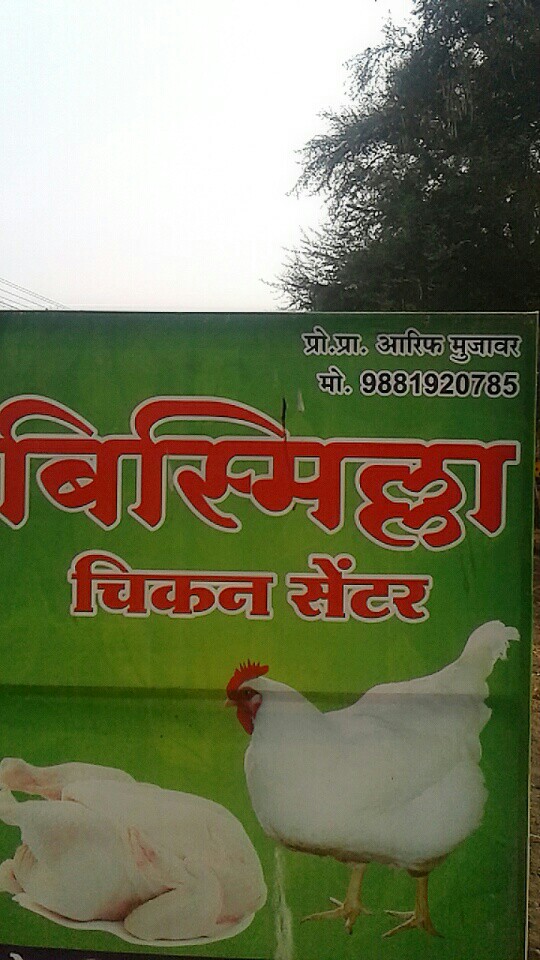 प्रो.प्रा. आरिफ मुजावर
मो. 9881920785
बिस्मिल्ला
चिकन सेंटर